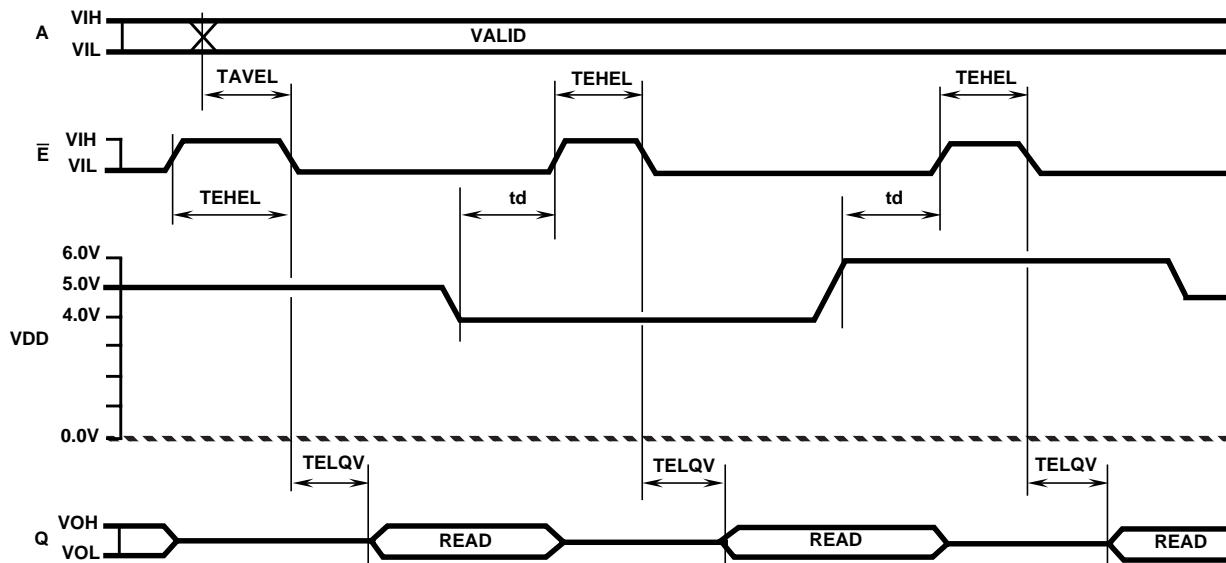 A
VIH
VIL
VALID
TAVEL
TEHEL
TEHEL
E̅
VIH
VIL
TEHEL
td
td
VDD
6.0V
5.0V
4.0V
0.0V
TELQV
TELQV
TELQV
Q
VOH
VOL
READ
READ
READ